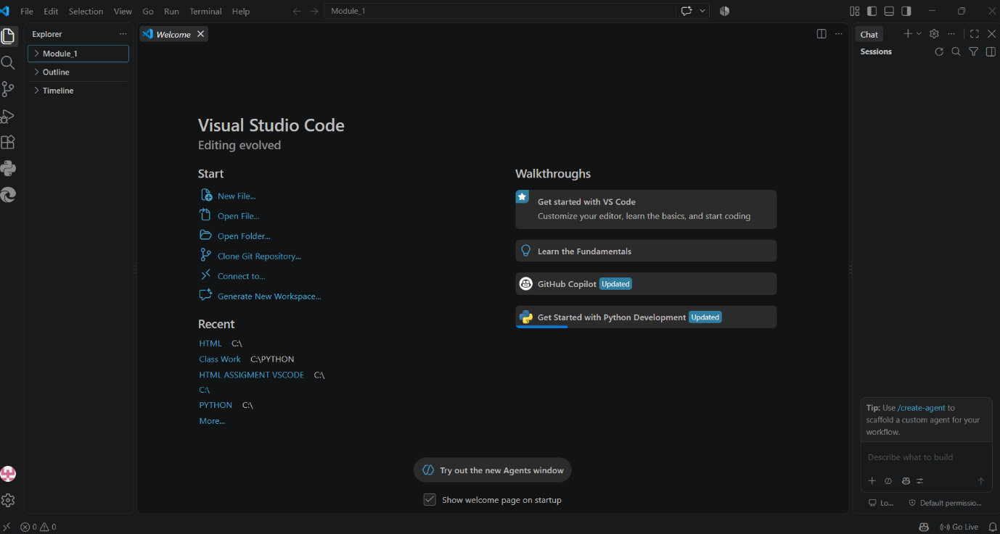 File Edit Selection View Go Run Terminal Help Module_1
Explorer
Module_1
Outline
Timeline
Welcome
Visual Studio Code
Editing evolved
Start
New File...
Open File...
Open Folder...
Clone Git Repository...
Connect to...
Generate New Workspace...
Recent
HTML C:\
Class Work C:\PYTHON
HTML ASSIGMENT VSCODE C:\
C:\
PYTHON C:\
More...
Walkthroughs
Get started with VS Code
Customize your editor, learn the basics, and start coding
Learn the Fundamentals
GitHub Copilot Updated
Get Started with Python Development Updated
Try out the new Agents window
Show welcome page on startup
Chat
Sessions
Tip: Use /create-agent to
scaffold a custom agent for your
workflow.
Describe what to build
Lo... Default permissio...
0 0
Go Live